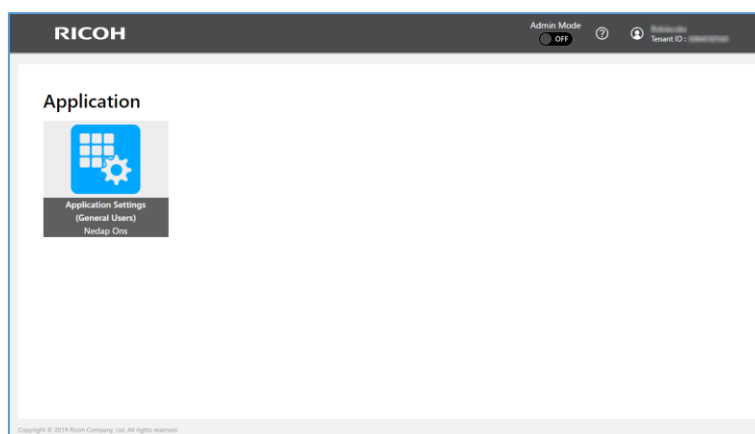 RICOH
Admin Mode
OFF
Tenant ID :
Application
Application Settings
(General Users)
Nedap Ons
Copyright © 2019 Ricoh Company, Ltd. All rights reserved.